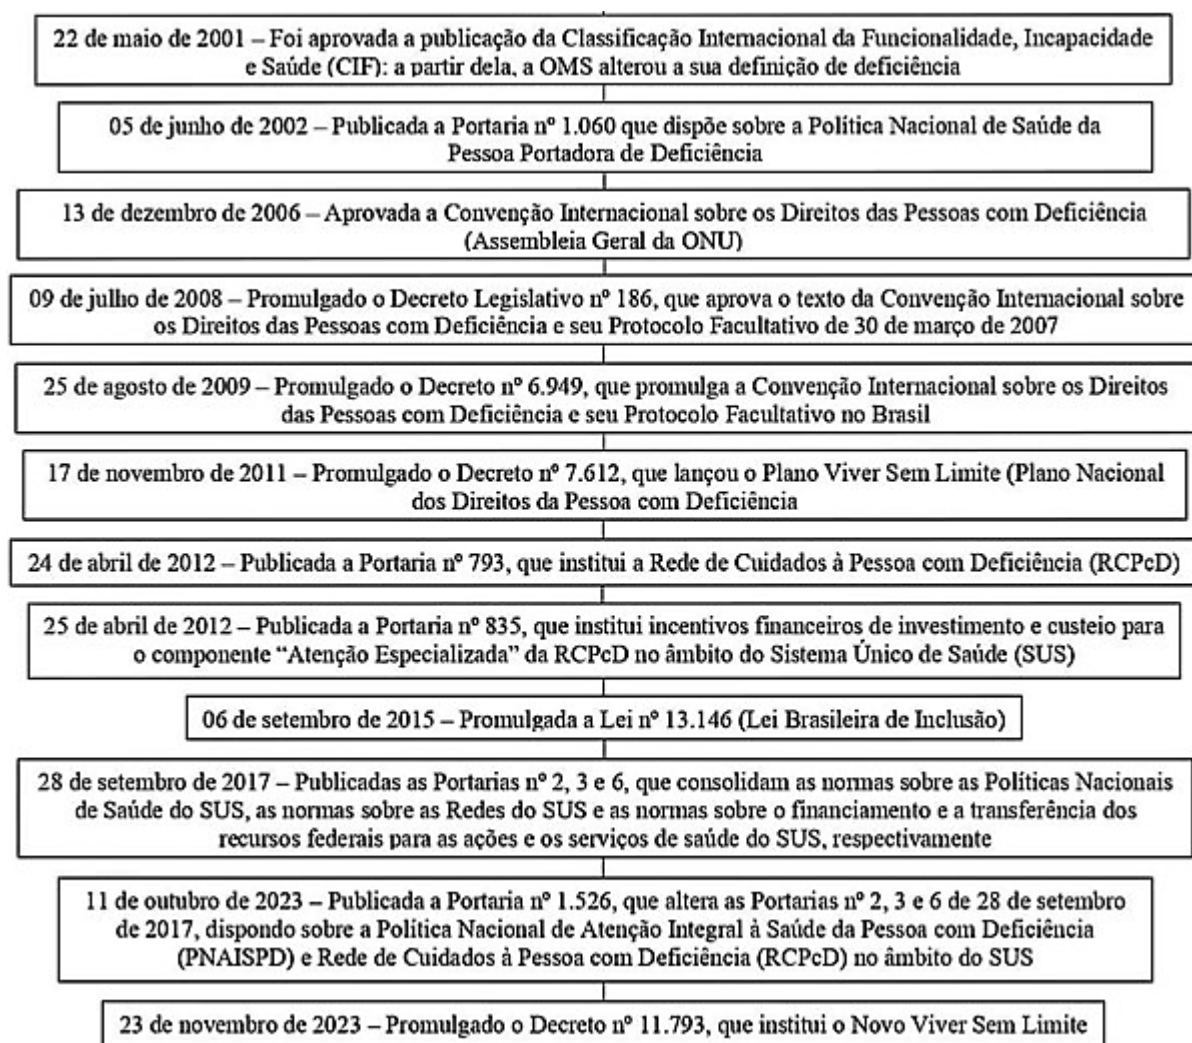 22 de maio de 2001 – Foi aprovada a publicação da Classificação Internacional da Funcionalidade, Incapacidade
e Saúde (CIF): a partir dela, a OMS alterou a sua definição de deficiência
05 de junho de 2002 – Publicada a Portaria nº 1.060 que dispõe sobre a Política Nacional de Saúde da
Pessoa Portadora de Deficiência
13 de dezembro de 2006 – Aprovada a Convenção Internacional sobre os Direitos das Pessoas com Deficiência
(Assembleia Geral da ONU)
09 de julho de 2008 – Promulgado o Decreto Legislativo nº 186, que aprova o texto da Convenção Internacional sobre
os Direitos das Pessoas com Deficiência e seu Protocolo Facultativo de 30 de março de 2007
25 de agosto de 2009 – Promulgado o Decreto nº 6.949, que promulga a Convenção Internacional sobre os Direitos
das Pessoas com Deficiência e seu Protocolo Facultativo no Brasil
17 de novembro de 2011 – Promulgado o Decreto nº 7.612, que lançou o Plano Viver Sem Limite (Plano Nacional
dos Direitos da Pessoa com Deficiência
24 de abril de 2012 – Publicada a Portaria nº 793, que institui a Rede de Cuidados à Pessoa com Deficiência (RCPcD)
25 de abril de 2012 – Publicada a Portaria nº 835, que institui incentivos financeiros de investimento e custeio para
o componente “Atenção Especializada” da RCPcD no âmbito do Sistema Único de Saúde (SUS)
06 de setembro de 2015 – Promulgada a Lei nº 13.146 (Lei Brasileira de Inclusão)
28 de setembro de 2017 – Publicadas as Portarias nº 2, 3 e 6, que consolidam as normas sobre as Políticas Nacionais
de Saúde do SUS, as normas sobre as Redes do SUS e as normas sobre o financiamento e a transferência dos
recursos federais para as ações e os serviços de saúde do SUS, respectivamente
11 de outubro de 2023 – Publicada a Portaria nº 1.526, que altera as Portarias nº 2, 3 e 6 de 28 de setembro
de 2017, dispondo sobre a Política Nacional de Atenção Integral à Saúde da Pessoa com Deficiência
(PNAISPD) e Rede de Cuidados à Pessoa com Deficiência (RCPcD) no âmbito do SUS
23 de novembro de 2023 – Promulgado o Decreto nº 11.793, que institui o Novo Viver Sem Limite